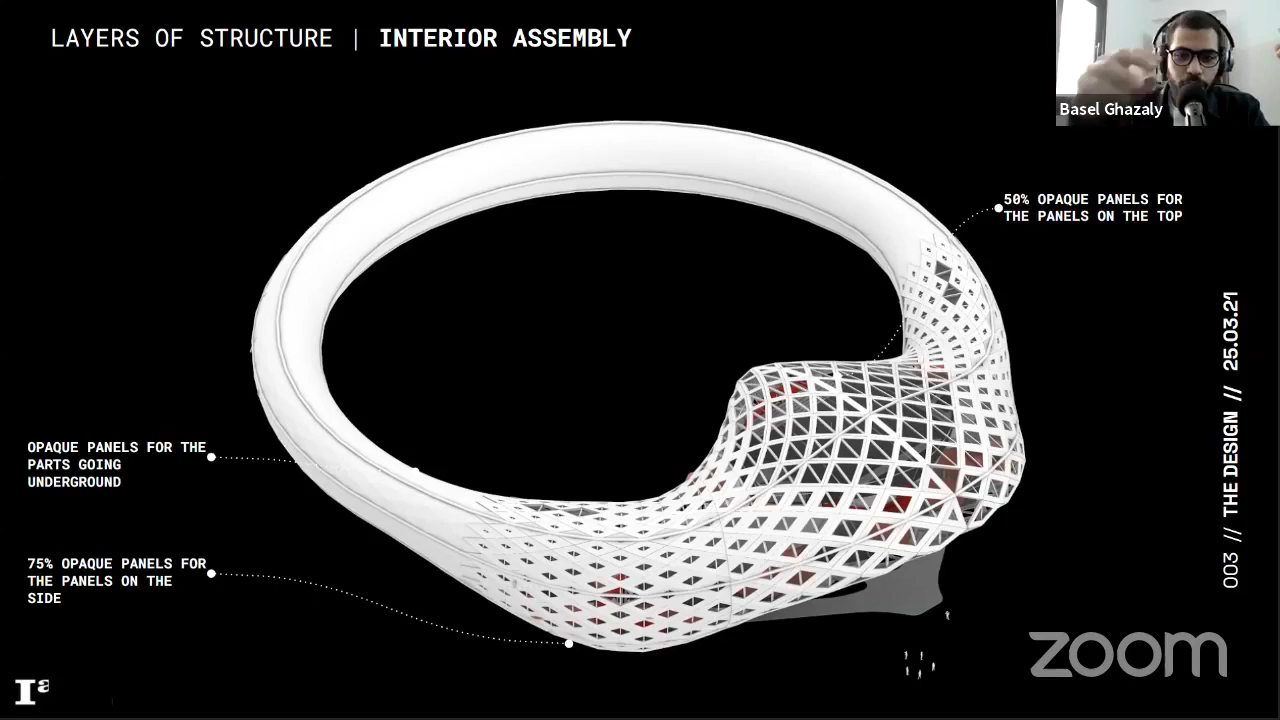 LAYERS OF STRUCTURE | INTERIOR ASSEMBLY
Basel Ghazaly
50% OPAQUE PANELS FOR
THE PANELS ON THE TOP
OPAQUE PANELS FOR THE
PARTS GOING
UNDERGROUND
75% OPAQUE PANELS FOR
THE PANELS ON THE
SIDE
003 // THE DESIGN // 25.03.21
zoom
Ia